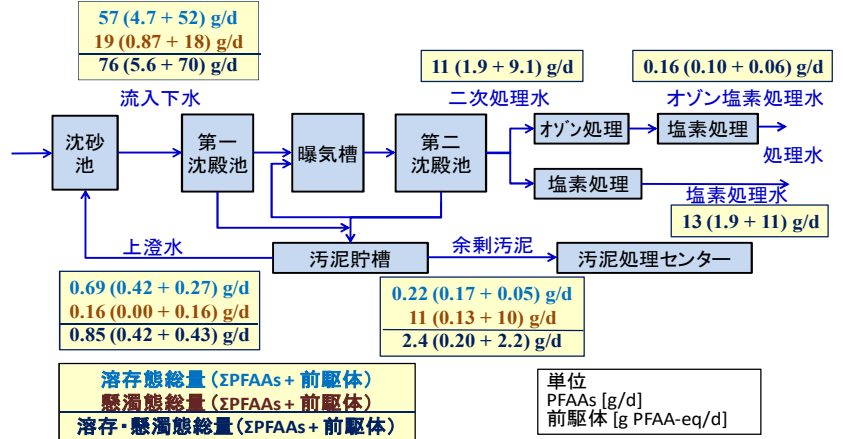 57 (4.7 + 52) g/d
19 (0.87 + 18) g/d
76 (5.6 + 70) g/d
流入下水
11 (1.9 + 9.1) g/d
二次処理水
0.16 (0.10 + 0.06) g/d
オゾン塩素処理水
沈砂
池
第一
沈殿池
曝気槽
第二
沈殿池
オゾン処理
塩素処理
処理水
塩素処理
塩素処理水
13 (1.9 + 11) g/d
上澄水
汚泥貯槽
余剰汚泥
汚泥処理センター
0.69 (0.42 + 0.27) g/d
0.16 (0.00 + 0.16) g/d
0.85 (0.42 + 0.43) g/d
0.22 (0.17 + 0.05) g/d
11 (0.13 + 10) g/d
2.4 (0.20 + 2.2) g/d
溶存態総量(ΣPFAAs + 前駆体)
懸濁態総量(ΣPFAAs + 前駆体)
溶存・懸濁態総量(ΣPFAAs + 前駆体)
単位
PFAAs [g/d]
前駆体 [g PFAA-eq/d]